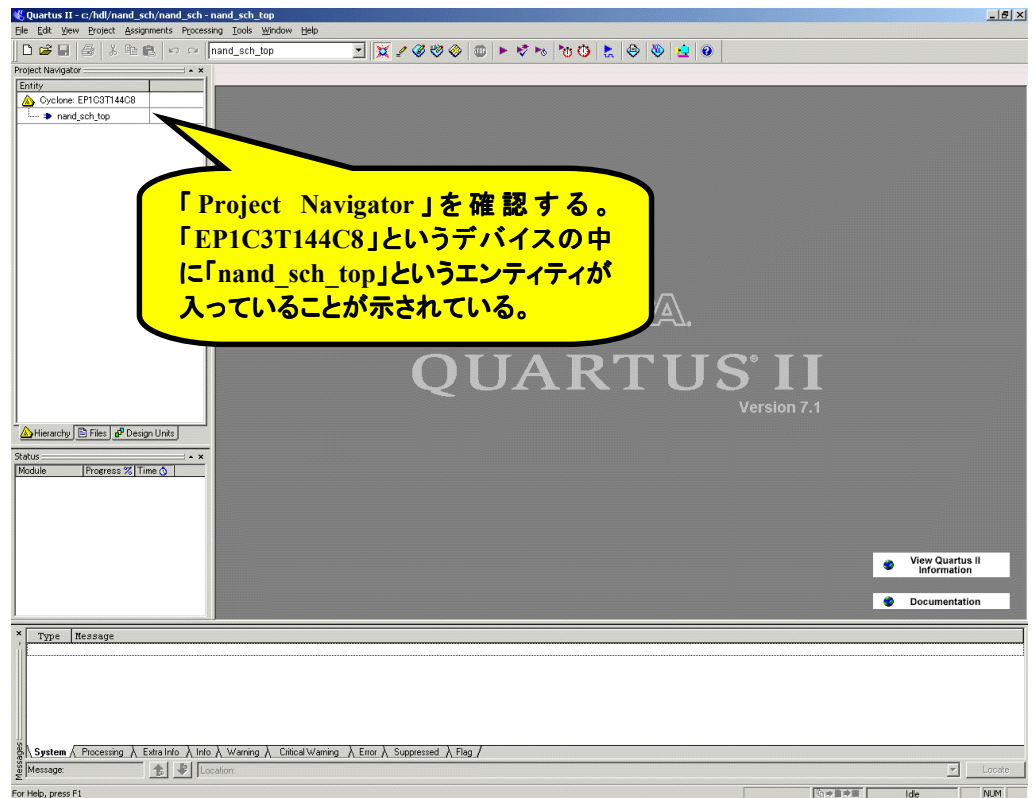 Quartus II - c:/hdl/nand_sch/nand_sch - nand_sch_top
File Edit View Project Assignments Processing Tools Window Help
nand_sch_top
Project Navigator
Entity
Cyclone: EP1C3T144C8
nand_sch_top
「Project Navigator」を確認する。
「EP1C3T144C8」というデバイスの中
に「nand_sch_top」というエンティティが
入っていることが示されている。
A.
QUARTUS® II
Version 7.1
Hierarchy Files Design Units
Status
Module Progress % Time
View Quartus II
Information
Documentation
Type Message
System Processing Extra Info Info Warning Critical Warning Error Suppressed Flag
Messages
Message: Location: Locate
For Help, press F1 Idle NUM